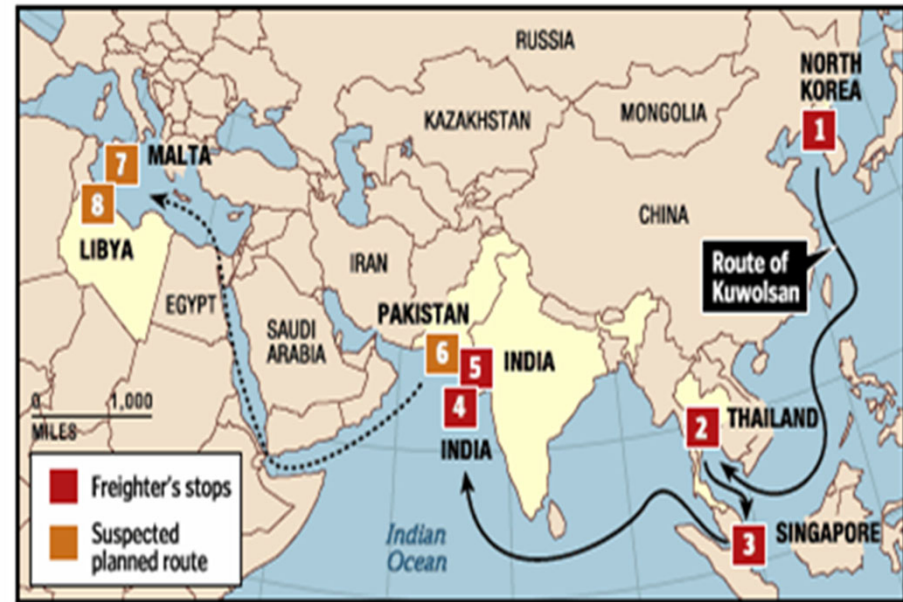 RUSSIA
NORTH
KOREA
1
KAZAKHSTAN
MONGOLIA
7
MALTA
8
CHINA
LIBYA
IRAN
Route of
Kuwolsan
EGYPT
PAKISTAN
SAUDI
ARABIA
6
5
INDIA
4
0 1,000
MILES
2
THAILAND
INDIA
Freighter's stops
Suspected
planned route
Indian
Ocean
3
SINGAPORE